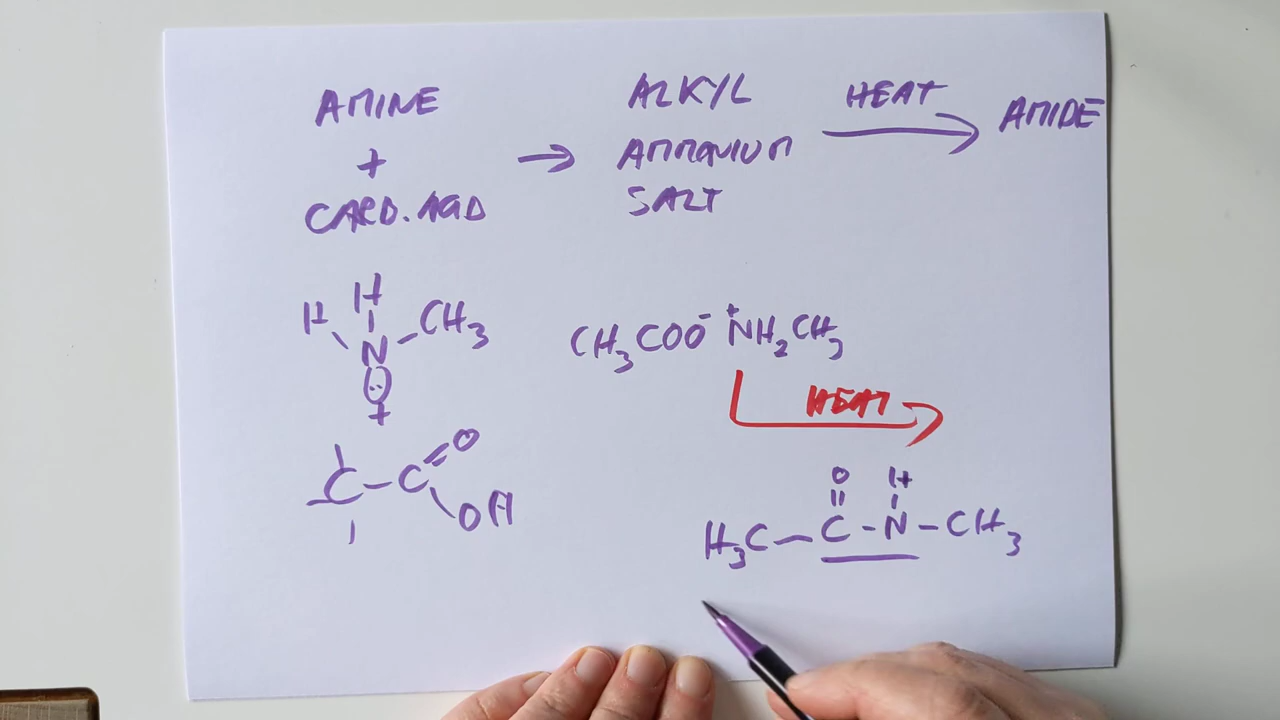 AMINE
+
CARB. ACID
→
ALKYL
AMMONIUM
SALT
HEAT
AMIDE
H
H
N
CH₃
+
C–C
O
OH
CH₃COO⁻ ⁺NH₂CH₃
HEAT
O H
H₃C–C–N–CH₃